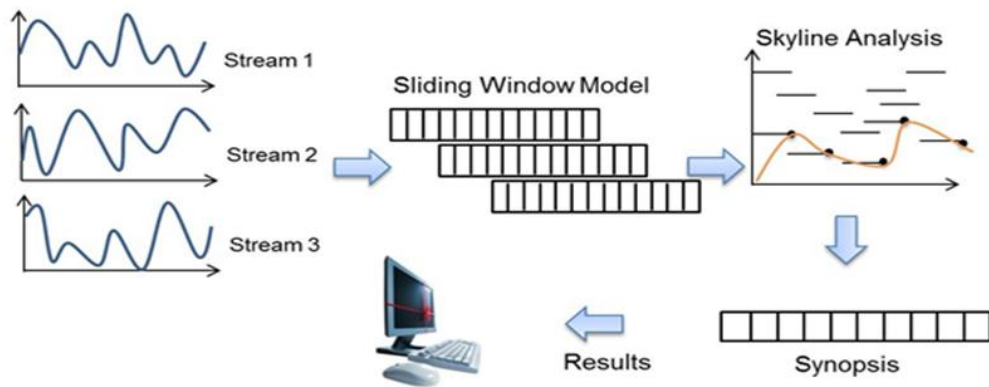 Stream 1
Stream 2
Stream 3
Sliding Window Model
Skyline Analysis
Synopsis
Results